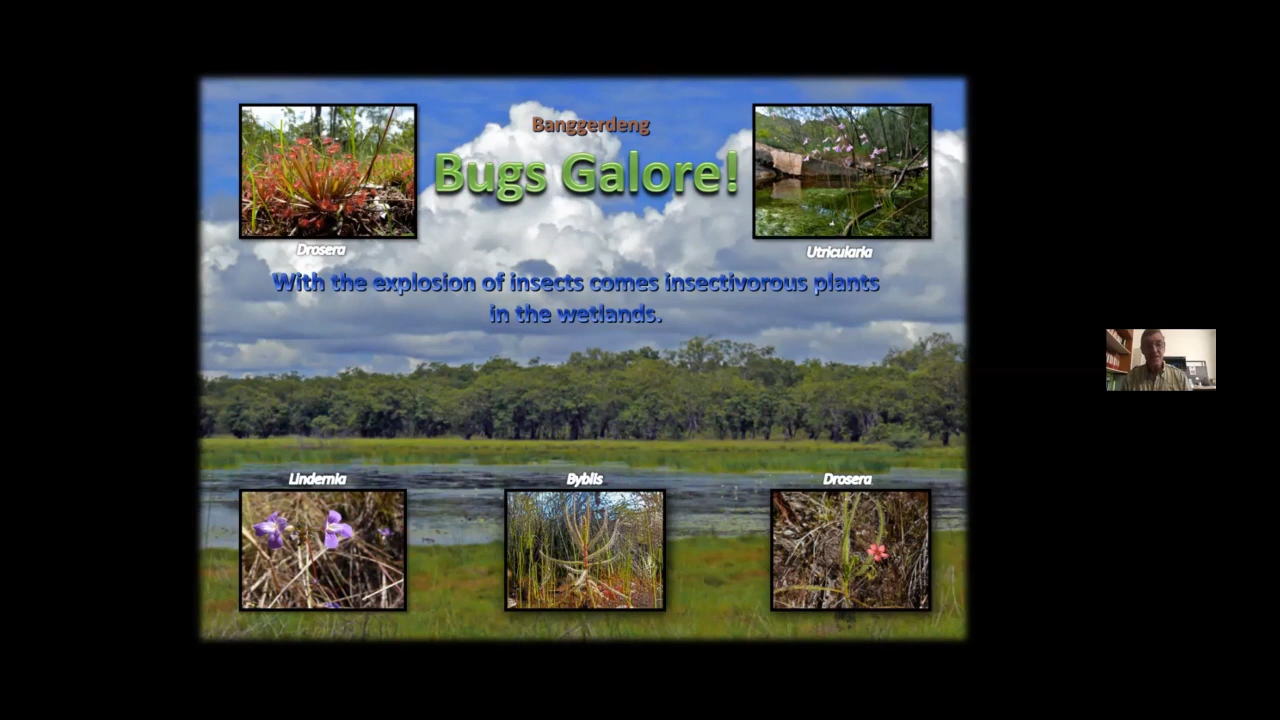 Banggerdeng
Bugs Galore!
Drosera
Utricularia
With the explosion of insects comes insectivorous plants
in the wetlands.
Lindernia
Byblis
Drosera